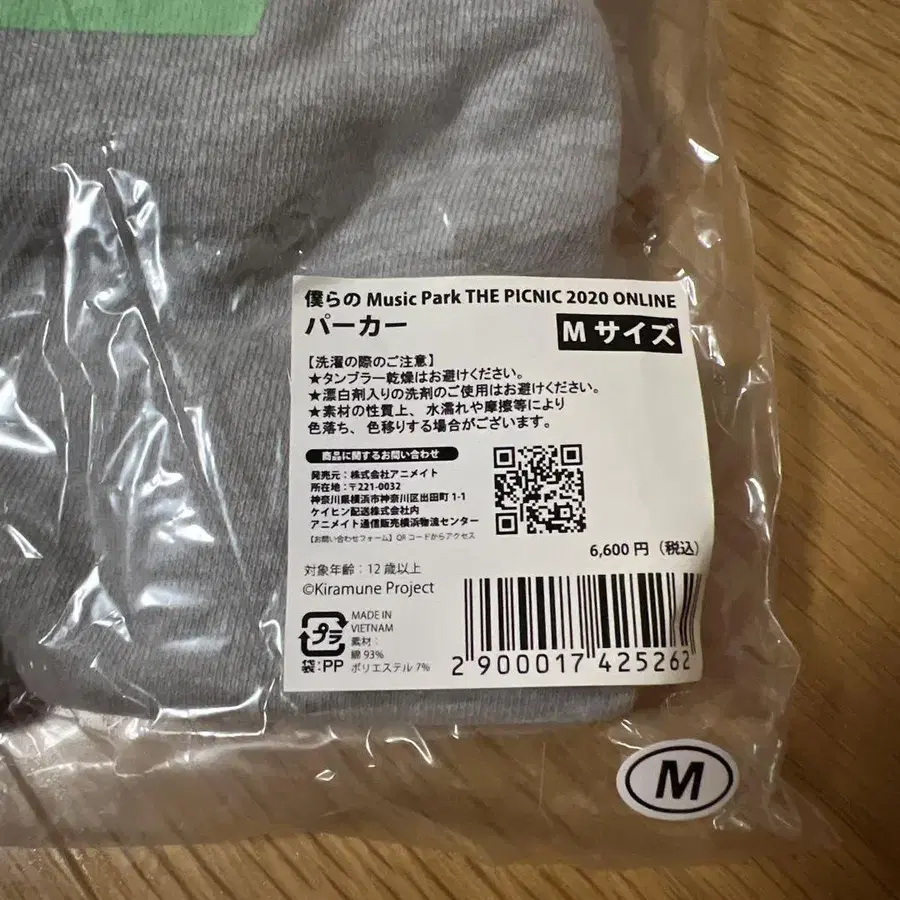 僕らの Music Park THE PICNIC 2020 ONLINE
パーカー
M サイズ
【洗濯の際のご注意】
★タンブラー乾燥はお避けください。
★漂白剤入りの洗剤のご使用はお避けください。
★素材の性質上、水濡れや摩擦等により
色落ち、色移りする場合がございます。
商品に関するお問い合わせ
発売元：株式会社アニメイト
所在地：〒221-0032
神奈川県横浜市神奈川区出田町 1-1
ケイヒン配送株式会社内
アニメイト通信販売横浜物流センター
【お問い合わせフォーム】QR コードからアクセス
6,600 円（税込）
対象年齢：12 歳以上
©Kiramune Project
プラ
袋:PP
MADE IN
VIETNAM
素材：
綿 93%
ポリエステル 7%
2 900017 425262
M